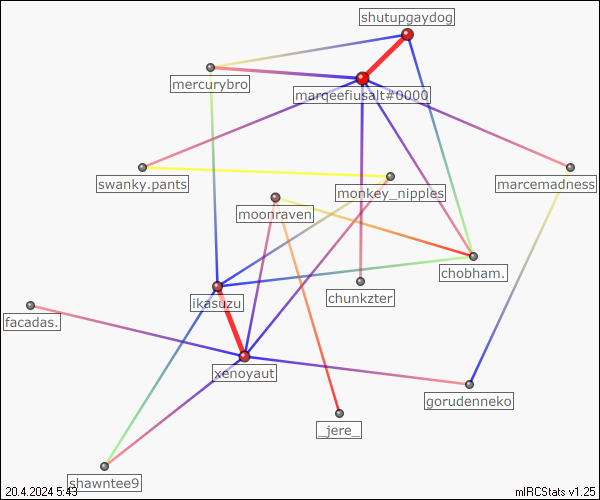 shutupgaydog
mercurybro
marqeefiusalt#0000
swanky.pants
monkey_nipples
marcemadness
moonraven
chobham.
ikasuzu
chunkzter
facadas.
xenoyaut
gorudenneko
_jere_
shawntee9
20.4.2024 5:43
mIRCStats v1.25